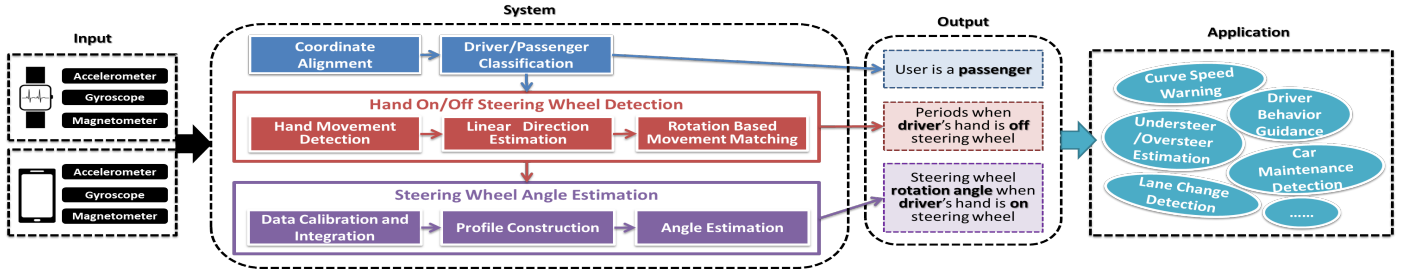 Input
Accelerometer
Gyroscope
Magnetometer
Accelerometer
Gyroscope
Magnetometer
System
Coordinate
Alignment
Driver/Passenger
Classification
Hand On/Off Steering Wheel Detection
Hand Movement
Detection
Linear Direction
Estimation
Rotation Based
Movement Matching
Steering Wheel Angle Estimation
Data Calibration and
Integration
Profile Construction
Angle Estimation
Output
User is a passenger
Periods when
driver's hand is off
steering wheel
Steering wheel
rotation angle when
driver's hand is on
steering wheel
Application
Curve Speed
Warning
Driver
Behavior
Guidance
Understeer
/Oversteer
Estimation
Car
Maintenance
Detection
Lane Change
Detection
......